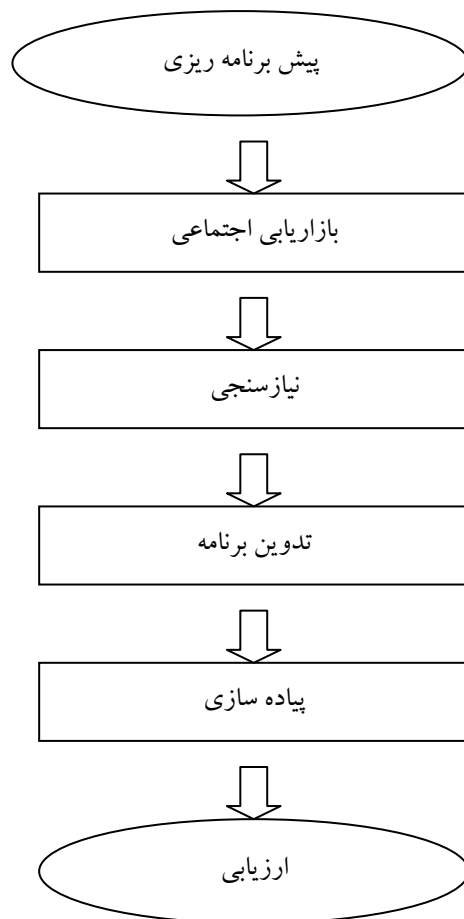 پیش برنامه ریزی
بازاریابی اجتماعی
نیازسنجی
تدوین برنامه
پیاده سازی
ارزیابی